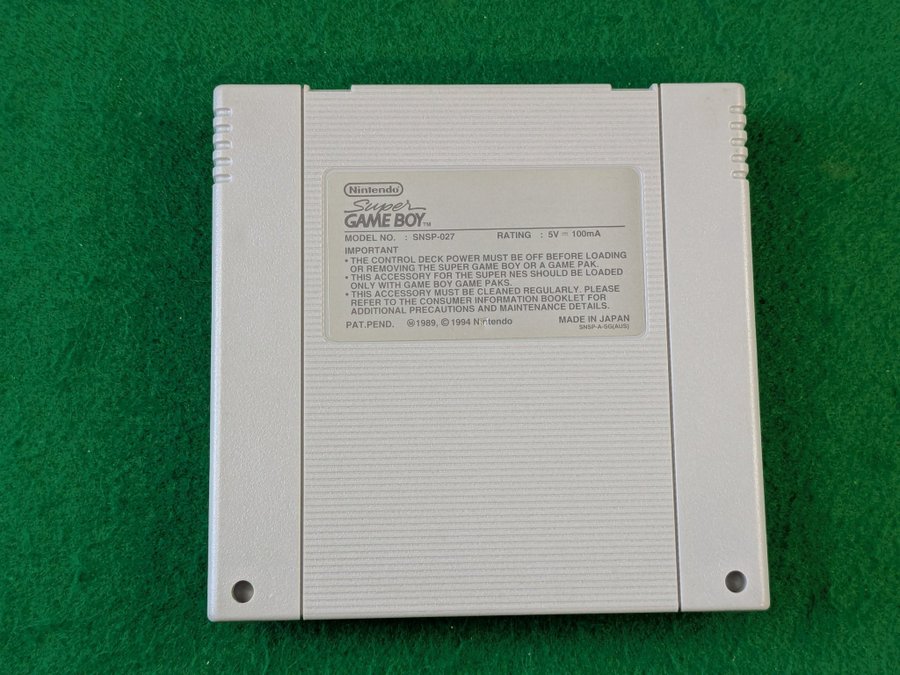 Nintendo
Super
GAME BOY™
MODEL NO. : SNSP-027 RATING : 5V ⎓ 100mA
IMPORTANT
• THE CONTROL DECK POWER MUST BE OFF BEFORE LOADING
OR REMOVING THE SUPER GAME BOY OR A GAME PAK.
• THIS ACCESSORY FOR THE SUPER NES SHOULD BE LOADED
ONLY WITH GAME BOY GAME PAKS.
• THIS ACCESSORY MUST BE CLEANED REGULARLY. PLEASE
REFER TO THE CONSUMER INFORMATION BOOKLET FOR
ADDITIONAL PRECAUTIONS AND MAINTENANCE DETAILS.
PAT.PEND. Ⓜ 1989, © 1994 Nintendo MADE IN JAPAN
SNSP-A-SG(AUS)